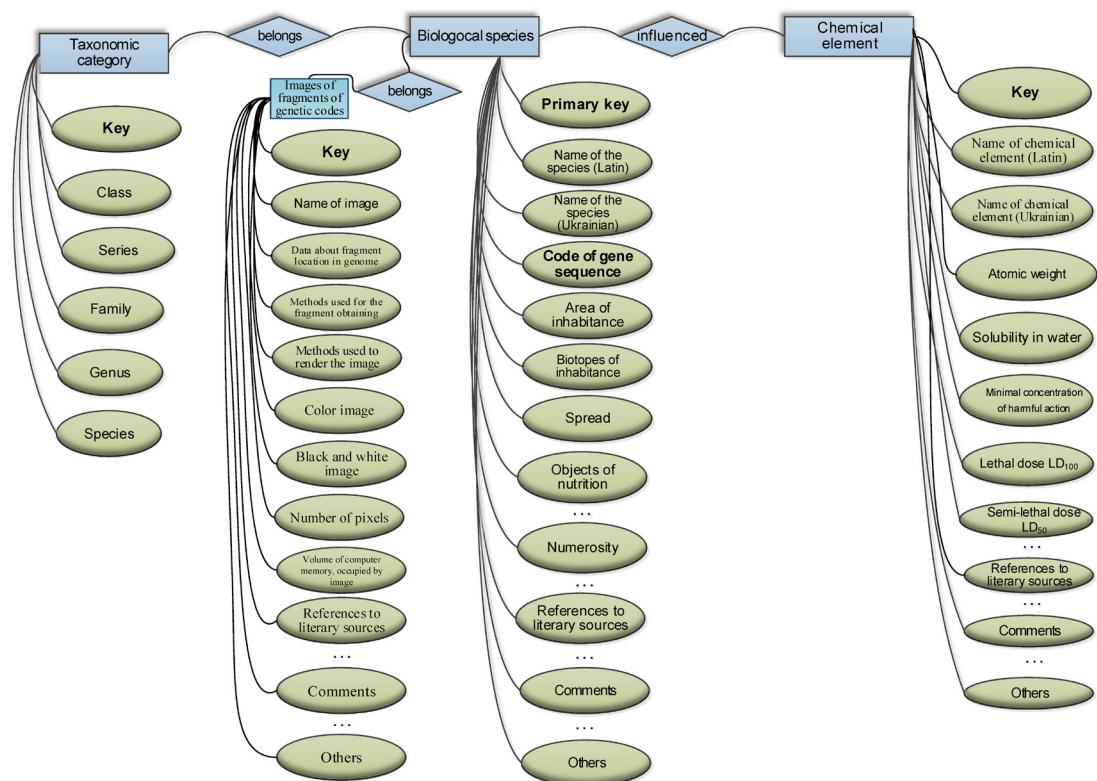 Taxonomic
category
belongs
Biologocal species
influenced
Chemical
element
Images of
fragments of
genetic codes
belongs
Key
Class
Series
Family
Genus
Species
Key
Name of image
Data about fragment
location in genome
Methods used for the
fragment obtaining
Methods used to
render the image
Color image
Black and white
image
Number of pixels
Volume of computer
memory, occupied by
image
References to
literary sources
...
Comments
...
Others
Primary key
Name of the
species (Latin)
Name of the
species (Ukrainian)
Code of gene
sequence
Area of
inhabitance
Biotopes of
inhabitance
Spread
Objects of
nutrition
...
Numerosity
...
References to
literary sources
...
Comments
...
Others
Key
Name of chemical
element (Latin)
Name of chemical
element (Ukrainian)
Atomic weight
Solubility in water
Minimal concentration
of harmful action
Lethal dose LD100
Semi-lethal dose
LD50
...
References to
literary sources
...
Comments
...
Others